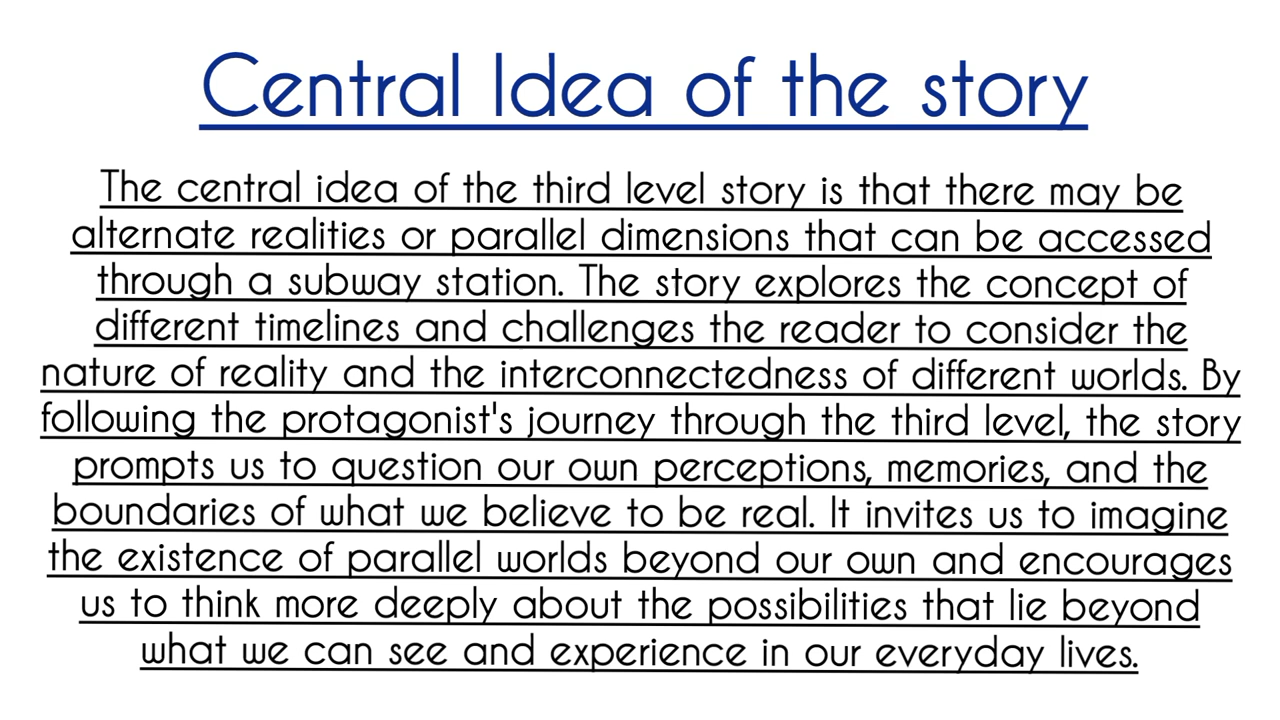 Central Idea of the story
The central idea of the third level story is that there may be
alternate realities or parallel dimensions that can be accessed
through a subway station. The story explores the concept of
different timelines and challenges the reader to consider the
nature of reality and the interconnectedness of different worlds. By
following the protagonist's journey through the third level, the story
prompts us to question our own perceptions, memories, and the
boundaries of what we believe to be real. It invites us to imagine
the existence of parallel worlds beyond our own and encourages
us to think more deeply about the possibilities that lie beyond
what we can see and experience in our everyday lives.